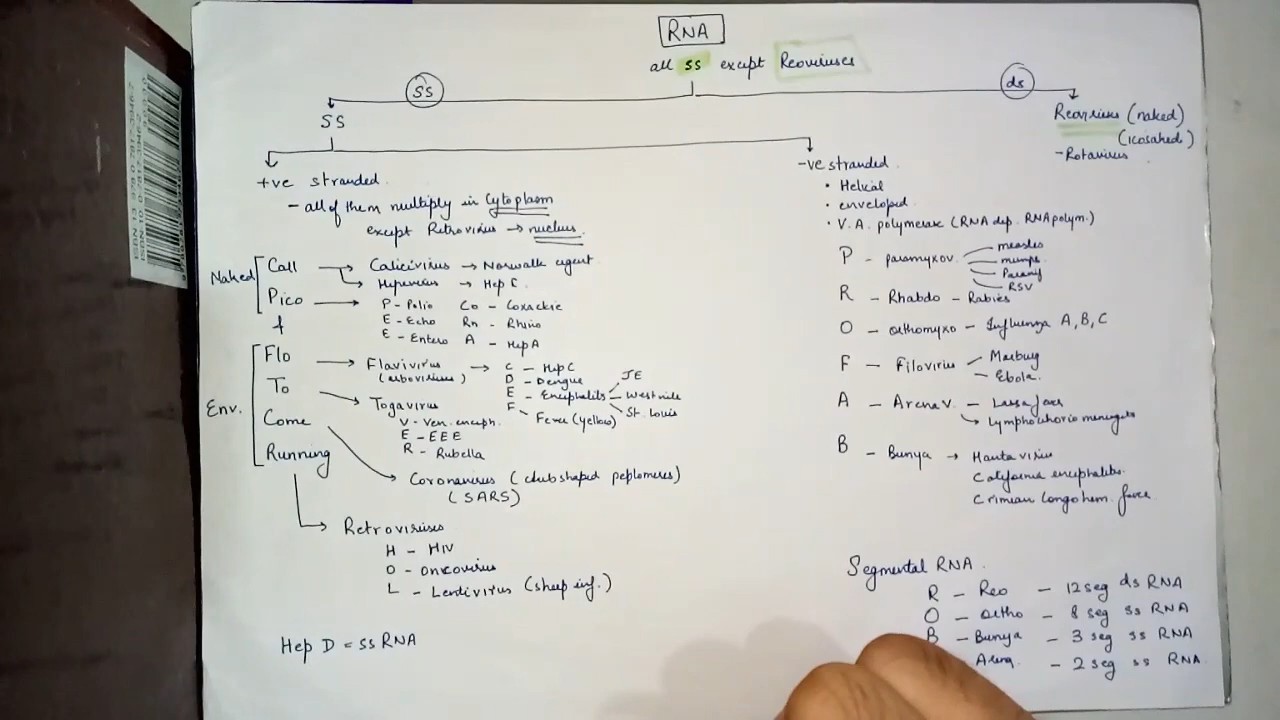 RNA
all ss except Reoviruses
ss
ds
SS
Reoviruses (naked)
(icosahed)
- Rotavirus
+ve stranded
- all of them multiply in Cytoplasm
except Retrovirus → nucleus.
Naked
Call → Calicivirus → Norwalk agent
→ Hepevirus → Hep C.
Pico → P - Polio Co - Coxackie
E - Echo Rn - Rhino
E - Entero A - Hep A
f
Env.
Flo → Flavivirus → C - Hep C
(arbovirus) D - Dengue
E - Encephalitis JE
West nile
St. Louis
F - Fever (yellow)
To → Togavirus
V - Ven. enceph.
E - EEE
R - Rubella
Come → Coronavirus (club shaped peplomeres)
(SARS)
Running → Retroviruses
H - HIV
O - oncovirus
L - Lentivirus (sheep inf.)
Hep D = ss RNA
-ve stranded
• Helical
• enveloped
• V.A. polymerase (RNA dep. RNA polym.)
P - paramyxov. measles
mumps
RSV
R - Rhabdo - Rabies
O - orthomyxo - Influenza A, B, C
F - Filovirus Marburg
- Ebola.
A - Arena v. - Lassa
→ Lymphochorio
B - Bunya → Hanta virus
California encephalitis.
Crimian Congo hem. fever
Segmental RNA
R - Reo - 12 seg ds RNA
O - Ortho - 8 seg ss RNA
B - Bunya - 3 seg ss RNA
Arena. - 2 seg ss RNA